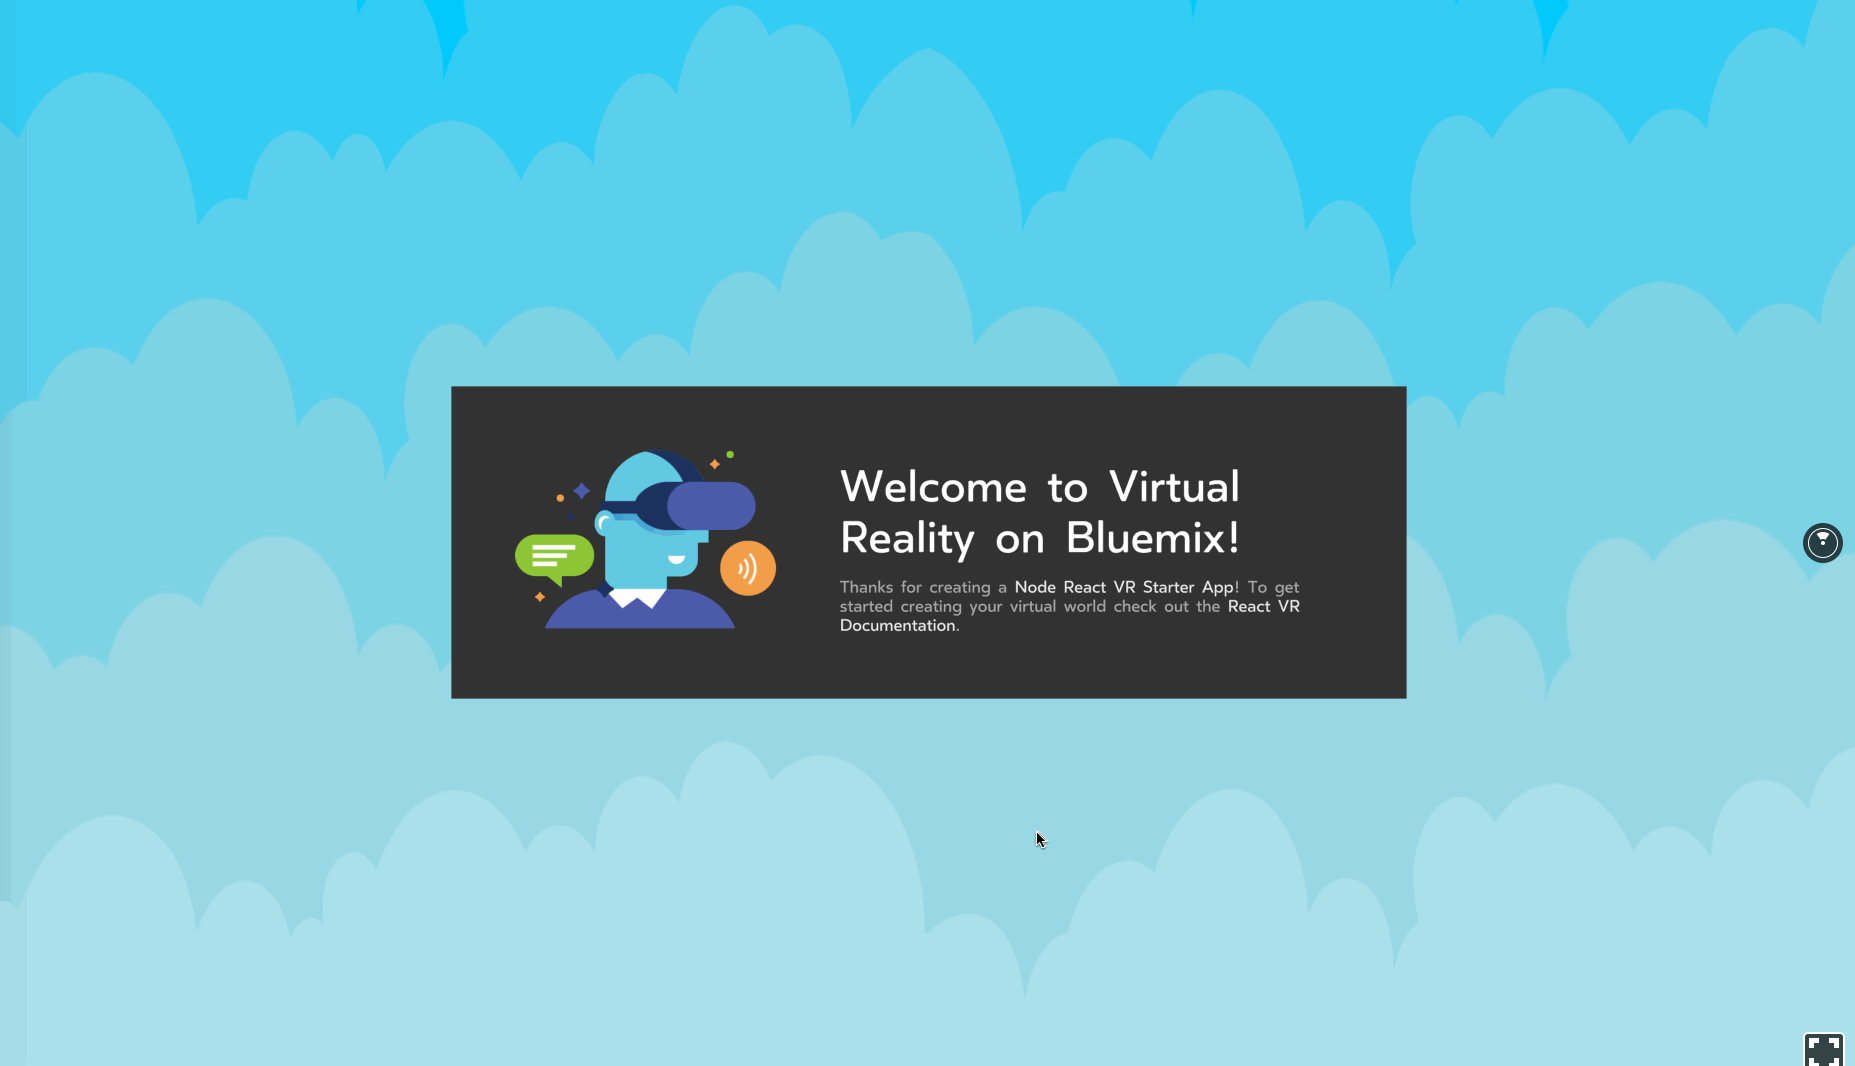 Welcome to Virtual
Reality on Bluemix!
Thanks for creating a Node React VR Starter App! To get
started creating your virtual world check out the React VR
Documentation.